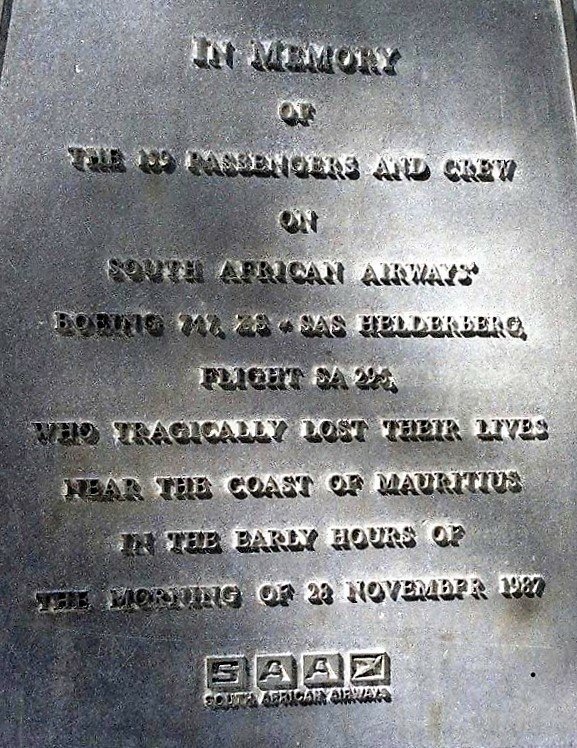 IN MEMORY
OF
THE 159 PASSENGERS AND CREW
ON
SOUTH AFRICAN AIRWAYS'
BOEING 747, ZS - SAS HELDERBERG,
FLIGHT SA 295,
WHO TRAGICALLY LOST THEIR LIVES
NEAR THE COAST OF MAURITIUS
IN THE EARLY HOURS OF
THE MORNING OF 28 NOVEMBER 1987
SAA
SOUTH AFRICAN AIRWAYS